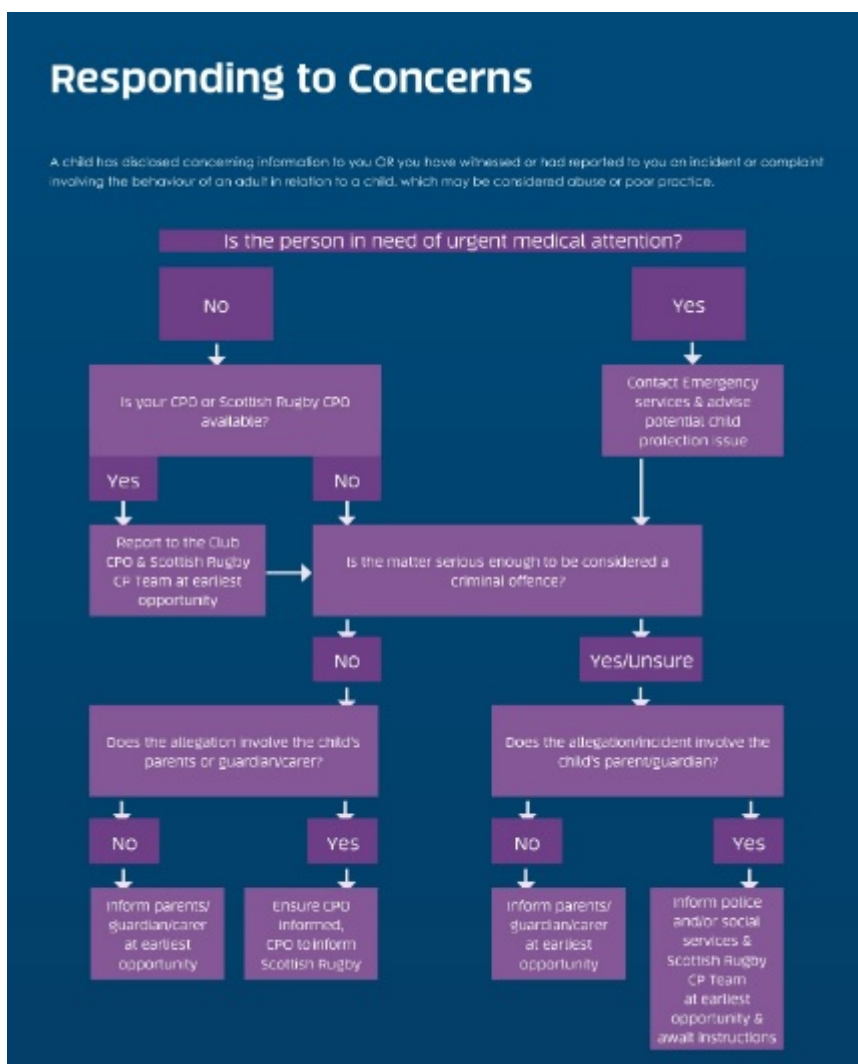 Responding to Concerns
A child has disclosed concerning information to you OR you have witnessed or had reported to you an incident or complaint
involving the behaviour of an adult in relation to a child, which may be considered abuse or poor practice.
Is the person in need of urgent medical attention?
No
Yes
Is your CPO or Scottish Rugby CPO
available?
Contact Emergency
services & advise
potential child
protection issue
Yes
No
Report to the Club
CPO & Scottish Rugby
CP Team at earliest
opportunity
Is the matter serious enough to be considered a
criminal offence?
No
Yes/Unsure
Does the allegation involve the child's
parents or guardian/carer?
Does the allegation/incident involve the
child's parent/guardian?
No
Yes
No
Yes
Inform parents/
guardian/carer
at earliest
opportunity
Ensure CPO
informed,
CPO to inform
Scottish Rugby
Inform parents/
guardian/carer
at earliest
opportunity
Inform police
and/or social
services &
Scottish Rugby
CP Team
at earliest
opportunity &
await instructions